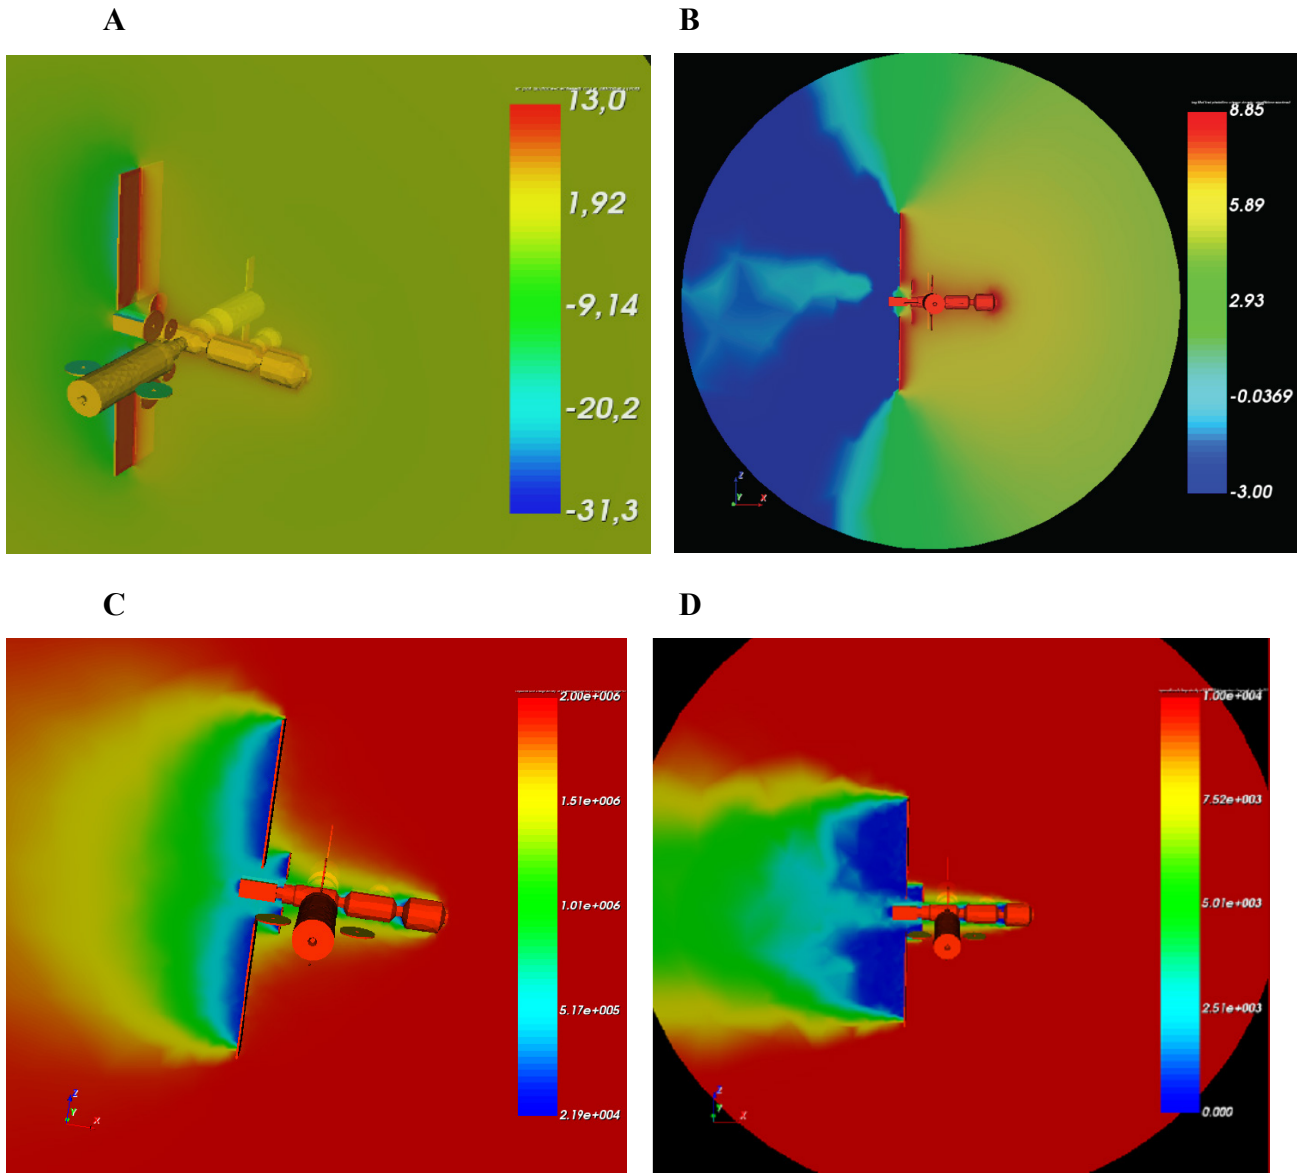 A
B
13,0
1,92
-9,14
-20,2
-31,3
8.85
5.89
2.93
-0.0369
-3.00
Z
Y
X
C
D
2.00e+006
1.51e+006
1.01e+006
5.17e+005
2.19e+004
Z
Y
X
1.00e+004
7.52e+003
5.01e+003
2.51e+003
0.000
Z
Y
X